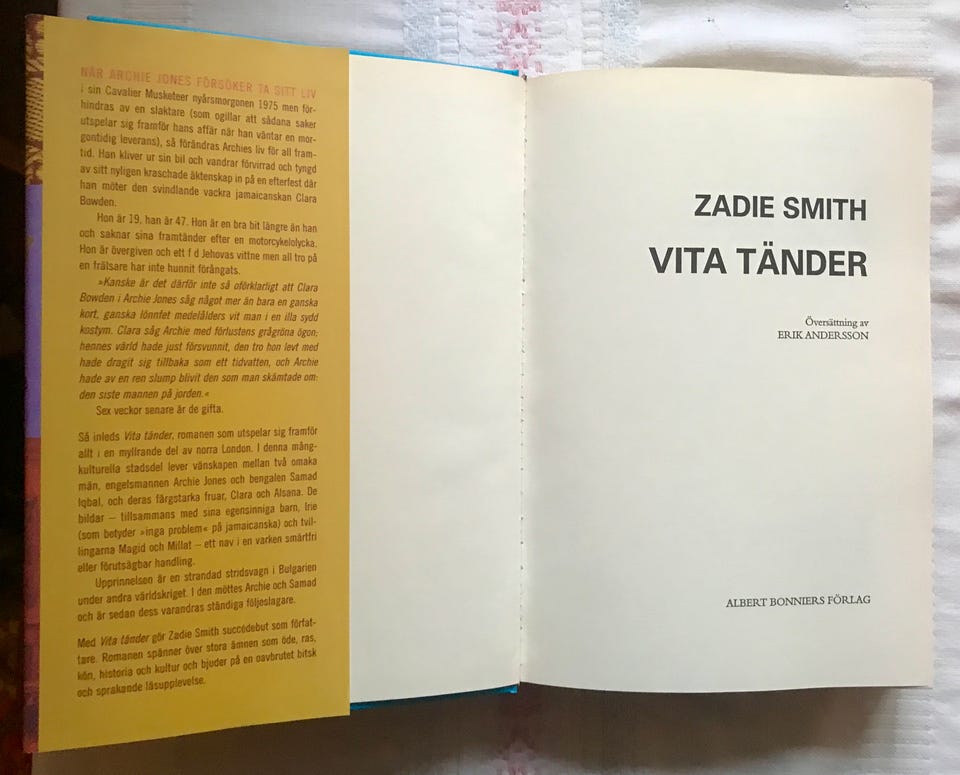 NÄR ARCHIE JONES FÖRSÖKER TA SITT LIV
i sin Cavalier Musketeer nyårsmorgonen 1975 men för-
hindras av en slaktare (som ogillar att sådana saker
utspelar sig framför hans affär när han väntar en mor-
gontidig leverans), så förändras Archies liv för all fram-
tid. Han kliver ur sin bil och vandrar förvirrad och tyngd
av sitt nyligen kraschade äktenskap in på en efterfest där
han möter den svindlande vackra jamaicanskan Clara
Bowden.
Hon är 19, han är 47. Hon är en bra bit längre än han
och saknar sina framtänder efter en motorcykelolycka.
Hon är övergiven och ett f d Jehovas vittne men all tro på
en frälsare har inte hunnit förångats.
»Kanske är det därför inte så oförklarligt att Clara
Bowden i Archie Jones såg något mer än bara en ganska
kort, ganska lönnfet medelålders vit man i en illa sydd
kostym. Clara såg Archie med förlustens grågröna ögon;
hennes värld hade just försvunnit, den tro hon levt med
hade dragit sig tillbaka som ett tidvatten, och Archie
hade av en ren slump blivit den som man skämtade om:
den siste mannen på jorden.«
Sex veckor senare är de gifta.
Så inleds Vita tänder, romanen som utspelar sig framför
allt i en myllrande del av norra London. I denna mång-
kulturella stadsdel lever vänskapen mellan två omaka
män, engelsmannen Archie Jones och bengalen Samad
Iqbal, och deras färgstarka fruar, Clara och Alsana. De
bildar – tillsammans med sina egensinniga barn, Irie
(som betyder »inga problem« på jamaicanska) och tvil-
lingarna Magid och Millat – ett nav i en varken smärtfri
eller förutsägbar handling.
Upprinnelsen är en strandad stridsvagn i Bulgarien
under andra världskriget. I den möttes Archie och Samad
och är sedan dess varandras ständiga följeslagare.
Med Vita tänder gör Zadie Smith succédebut som förfat-
tare. Romanen spänner över stora ämnen som öde, ras,
kön, historia och kultur och bjuder på en oavbrutet bitsk
och sprakande läsupplevelse.
ZADIE SMITH
VITA TÄNDER
Översättning av
ERIK ANDERSSON
ALBERT BONNIERS FÖRLAG